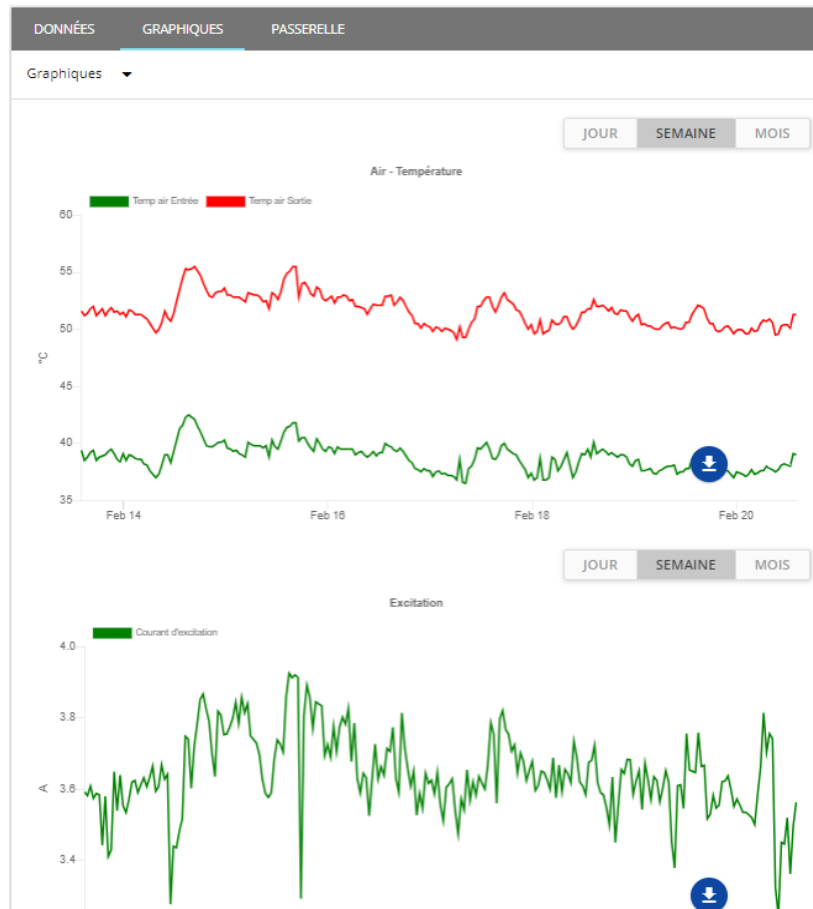 DONNÉES GRAPHIQUES PASSERELLE
Graphiques
JOUR SEMAINE MOIS
Air - Température
Temp air Entrée Temp air Sortie
60
55
50
°C
45
40
35
Feb 14 Feb 16 Feb 18 Feb 20
JOUR SEMAINE MOIS
Excitation
Courant d'excitation
4.0
3.8
A
3.6
3.4